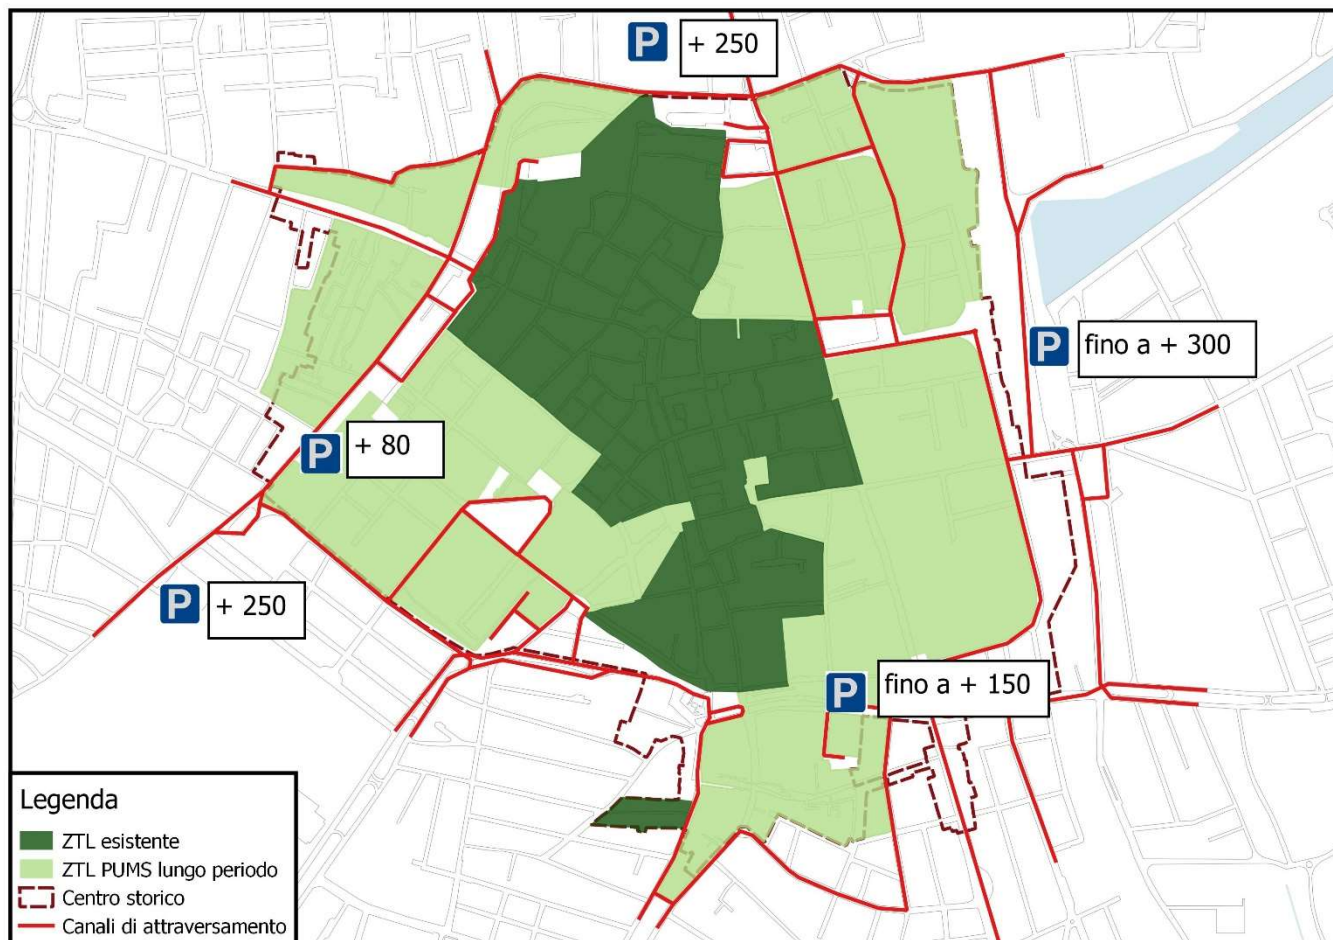 P + 250
P fino a + 300
P + 80
P + 250
P fino a + 150
Legenda
ZTL esistente
ZTL PUMS lungo periodo
Centro storico
Canali di attraversamento